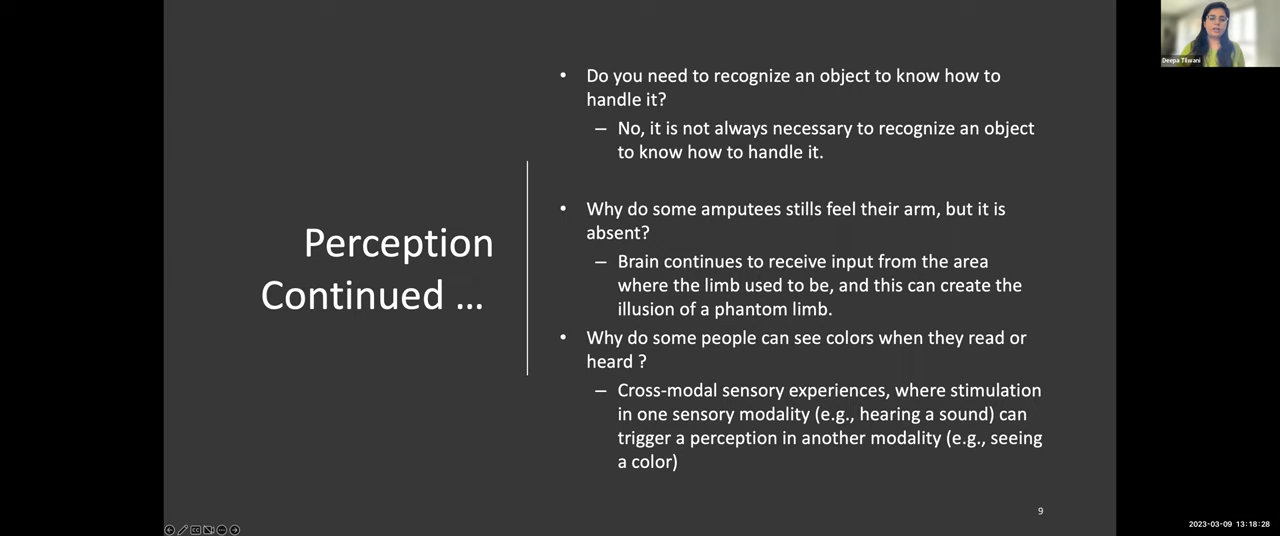 Deepa Tilwani
• Do you need to recognize an object to know how to
handle it?
– No, it is not always necessary to recognize an object
to know how to handle it.
• Why do some amputees stills feel their arm, but it is
absent?
– Brain continues to receive input from the area
where the limb used to be, and this can create the
illusion of a phantom limb.
• Why do some people can see colors when they read or
heard ?
– Cross-modal sensory experiences, where stimulation
in one sensory modality (e.g., hearing a sound) can
trigger a perception in another modality (e.g., seeing
a color)
Perception
Continued ...
9
2023-03-09 13:18:28